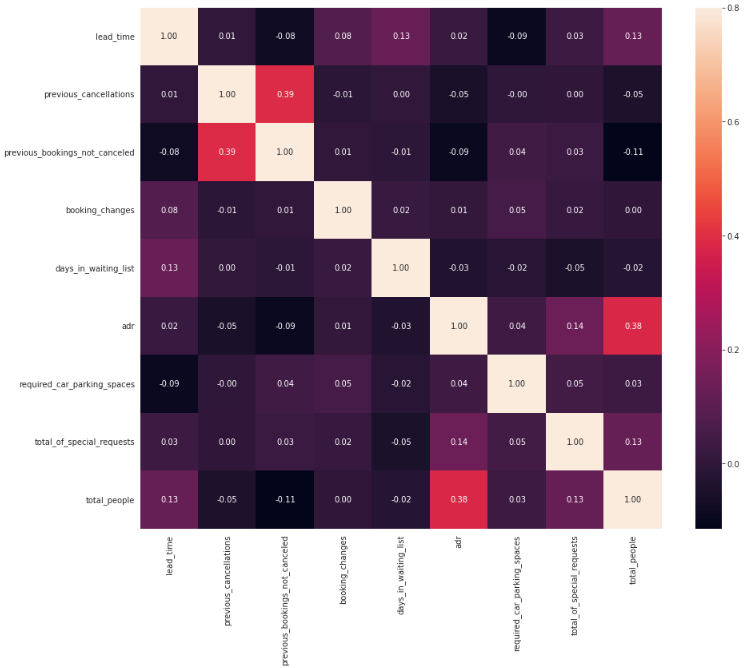 lead_time 1.00 0.01 -0.08 0.08 0.13 0.02 -0.09 0.03 0.13
previous_cancellations 0.01 1.00 0.39 -0.01 0.00 -0.05 -0.00 0.00 -0.05
previous_bookings_not_canceled -0.08 0.39 1.00 0.01 -0.01 -0.09 0.04 0.03 -0.11
booking_changes 0.08 -0.01 0.01 1.00 0.02 0.01 0.05 0.02 0.00
days_in_waiting_list 0.13 0.00 -0.01 0.02 1.00 -0.03 -0.02 -0.05 -0.02
adr 0.02 -0.05 -0.09 0.01 -0.03 1.00 0.04 0.14 0.38
required_car_parking_spaces -0.09 -0.00 0.04 0.05 -0.02 0.04 1.00 0.05 0.03
total_of_special_requests 0.03 0.00 0.03 0.02 -0.05 0.14 0.05 1.00 0.13
total_people 0.13 -0.05 -0.11 0.00 -0.02 0.38 0.03 0.13 1.00
lead_time
previous_cancellations
previous_bookings_not_canceled
booking_changes
days_in_waiting_list
adr
required_car_parking_spaces
total_of_special_requests
total_people
0.8
0.6
0.4
0.2
0.0